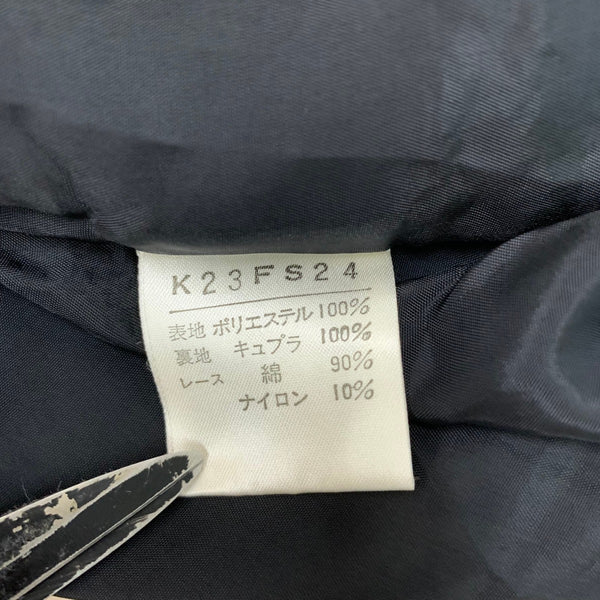 K23FS24
表地 ポリエステル 100%
裏地 キュプラ 100%
レース 綿 90%
ナイロン 10%